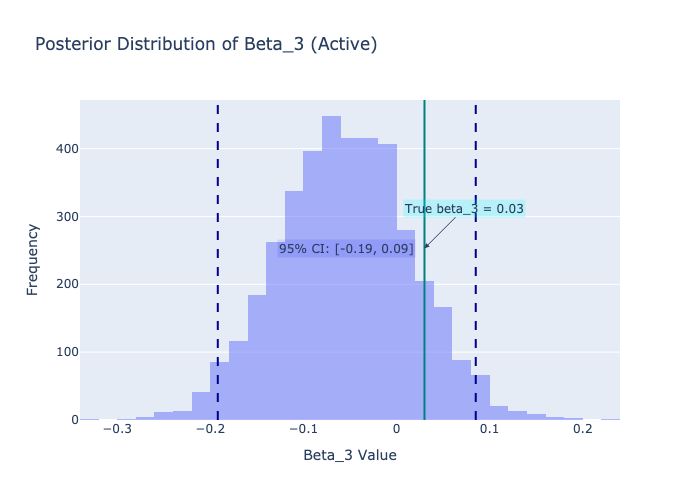 Posterior Distribution of Beta_3 (Active)
400
300
200
100
0
Frequency
True beta_3 = 0.03
95% CI: [-0.19, 0.09]
−0.3
−0.2
−0.1
0
0.1
0.2
Beta_3 Value